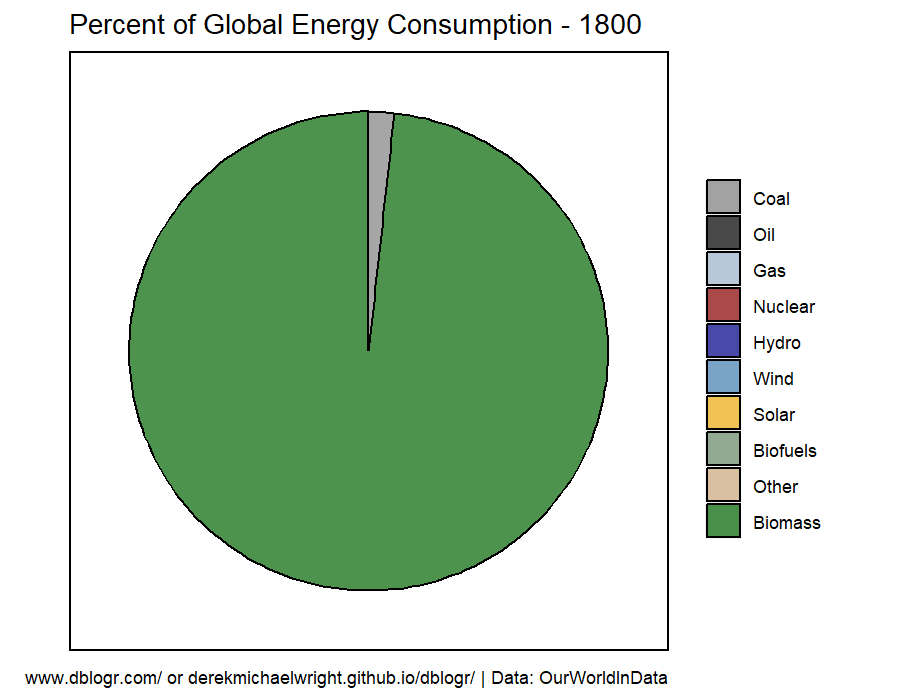 Percent of Global Energy Consumption - 1800
Coal
Oil
Gas
Nuclear
Hydro
Wind
Solar
Biofuels
Other
Biomass
www.dblogr.com/ or derekmichaelwright.github.io/dblogr/ | Data: OurWorldInData